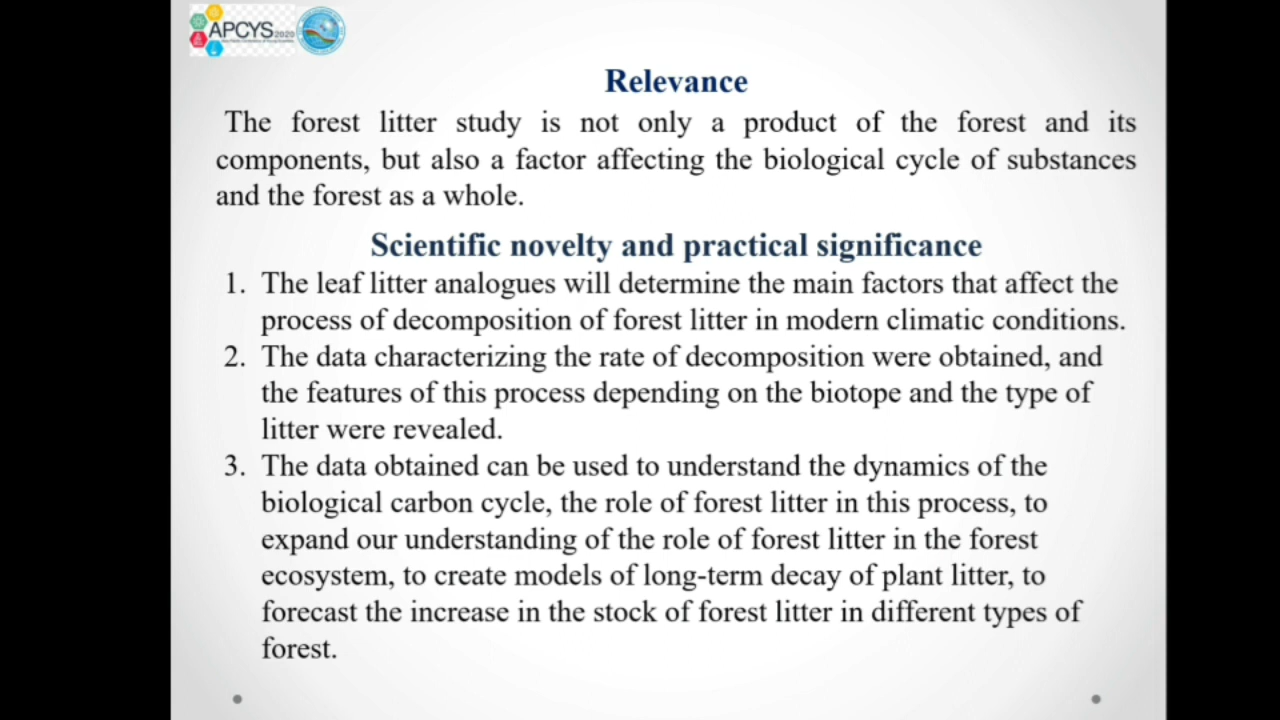 APCYS2020
Relevance
The forest litter study is not only a product of the forest and its
components, but also a factor affecting the biological cycle of substances
and the forest as a whole.
Scientific novelty and practical significance
1. The leaf litter analogues will determine the main factors that affect the
process of decomposition of forest litter in modern climatic conditions.
2. The data characterizing the rate of decomposition were obtained, and
the features of this process depending on the biotope and the type of
litter were revealed.
3. The data obtained can be used to understand the dynamics of the
biological carbon cycle, the role of forest litter in this process, to
expand our understanding of the role of forest litter in the forest
ecosystem, to create models of long-term decay of plant litter, to
forecast the increase in the stock of forest litter in different types of
forest.